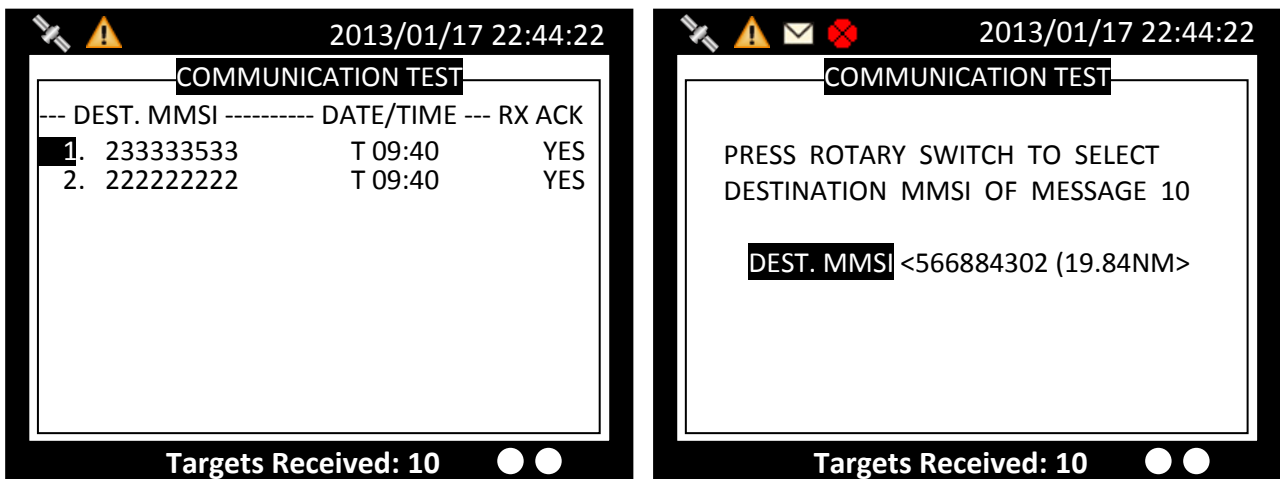 2013/01/17 22:44:22
COMMUNICATION TEST
--- DEST. MMSI ---------- DATE/TIME --- RX ACK
1. 233333533 T 09:40 YES
2. 222222222 T 09:40 YES
Targets Received: 10
2013/01/17 22:44:22
COMMUNICATION TEST
PRESS ROTARY SWITCH TO SELECT
DESTINATION MMSI OF MESSAGE 10
DEST. MMSI <566884302 (19.84NM>
Targets Received: 10